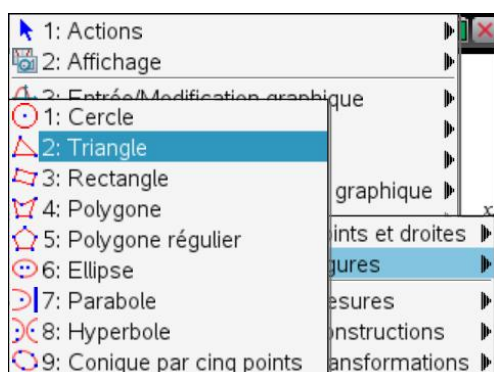 1: Actions
2: Affichage
3: Entrée/Modification graphique
1: Cercle
2: Triangle
3: Rectangle
graphique
4: Polygone
x
5: Polygone régulier
ints et droites
6: Ellipse
gures
7: Parabole
esures
8: Hyperbole
nstructions
9: Conique par cinq points
ansformations